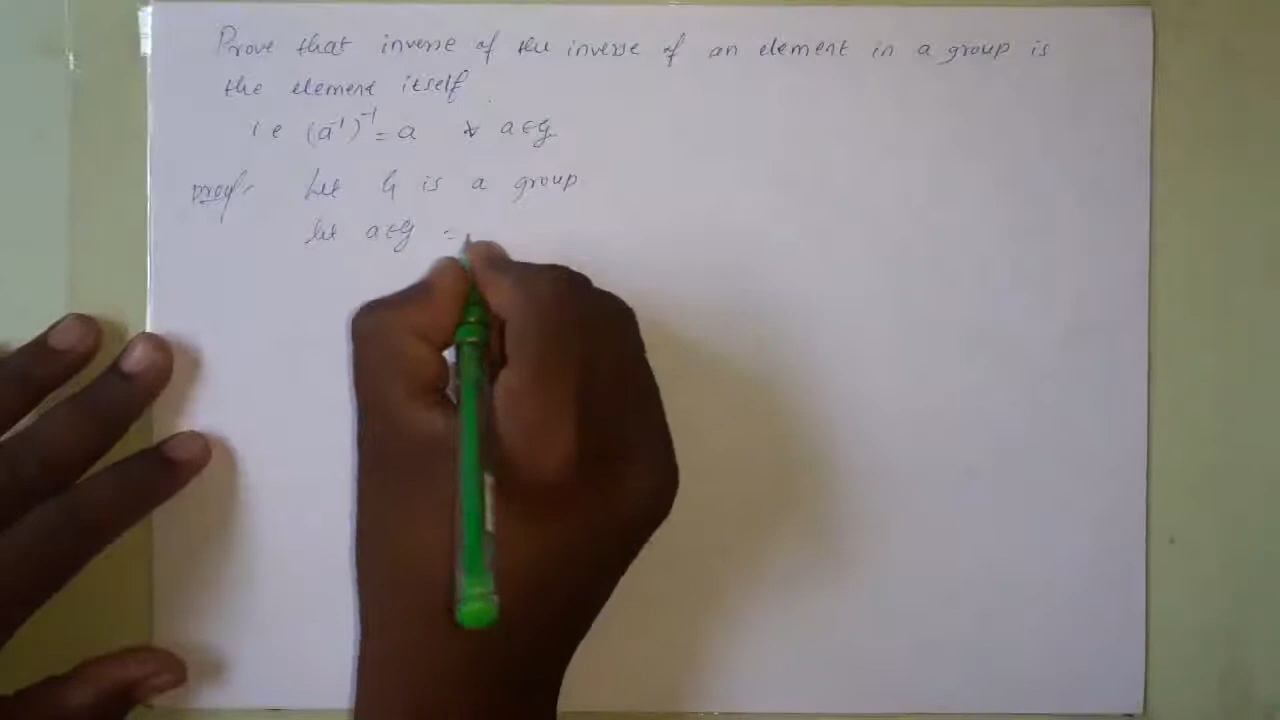 Prove that inverse of the inverse of an element in a group is
the element itself.
i e (a⁻¹)⁻¹ = a ∀ a∈G
Proof:- Let G is a group
let a∈G =